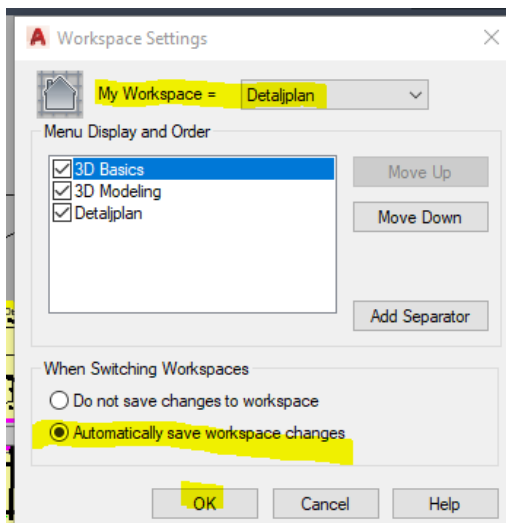 Workspace Settings
My Workspace = Detaljplan
Menu Display and Order
3D Basics
3D Modeling
Detaljplan
Move Up
Move Down
Add Separator
When Switching Workspaces
Do not save changes to workspace
Automatically save workspace changes
OK Cancel Help